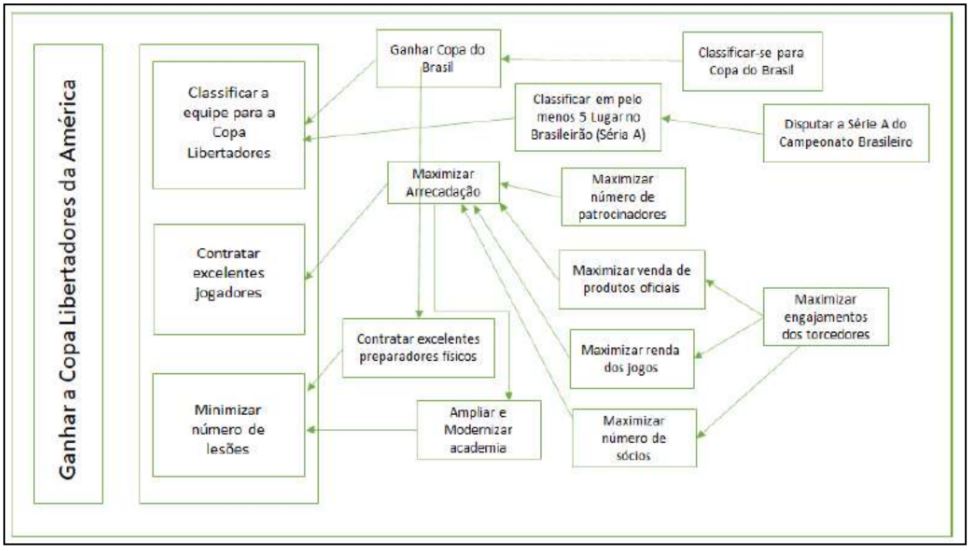 Ganhar a Copa Libertadores da América
Classificar a
equipe para a
Copa
Libertadores
Contratar
excelentes
jogadores
Minimizar
número de
lesões
Ganhar Copa do
Brasil
Classificar-se para
Copa do Brasil
Classificar em pelo
menos 5 Lugar no
Brasileirão (Séria A)
Disputar a Série A do
Campeonato Brasileiro
Maximizar
Arrecadação
Maximizar
número de
patrocinadores
Maximizar venda de
produtos oficiais
Maximizar
engajamentos
dos torcedores
Contratar excelentes
preparadores físicos
Maximizar renda
dos jogos
Ampliar e
Modernizar
academia
Maximizar
número de
sócios